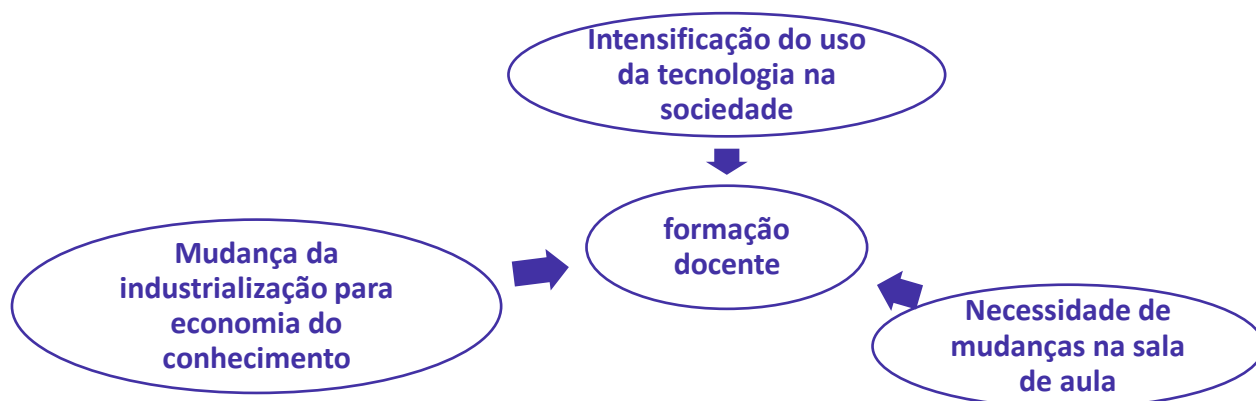 Intensificação do uso
da tecnologia na
sociedade
formação
docente
Mudança da
industrialização para
economia do
conhecimento
Necessidade de
mudanças na sala
de aula